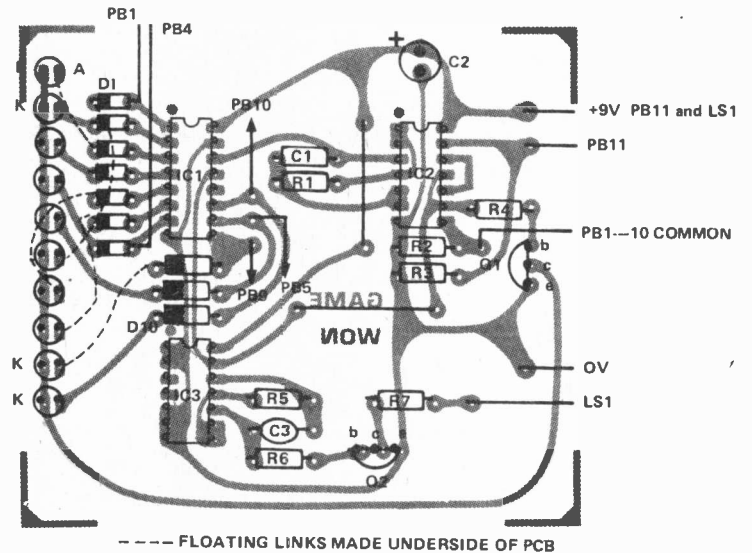 PB1
PB4
+
C2
A
D1
K
PB10
+9V PB11 and LS1
PB11
C1
IC1
IC2
R1
R4
PB1-–10 COMMON
R2
b
Q1
c
R3
e
PB9
PB5
GAME
WON
D10
OV
K
K
IC3
R5
R7
LS1
C3
b c e
R6
Q2
---- FLOATING LINKS MADE UNDERSIDE OF PCB